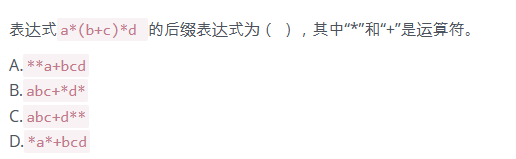 表达式 a*(b+c)*d 的后缀表达式为（ ），其中“*”和“+”是运算符。
A. **a+bcd
B. abc+*d*
C. abc+d**
D. *a*+bcd